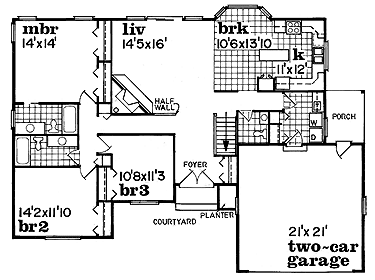 mbr
14'x14'
liv
14'5x16'
brk
10'6x13'10
k
11'x12'
HALF
WALL
W
D
PORCH
10'8x11'3
br3
FOYER
14'2x11'10
br2
COURTYARD
PLANTER
21'x 21'
two-car
garage